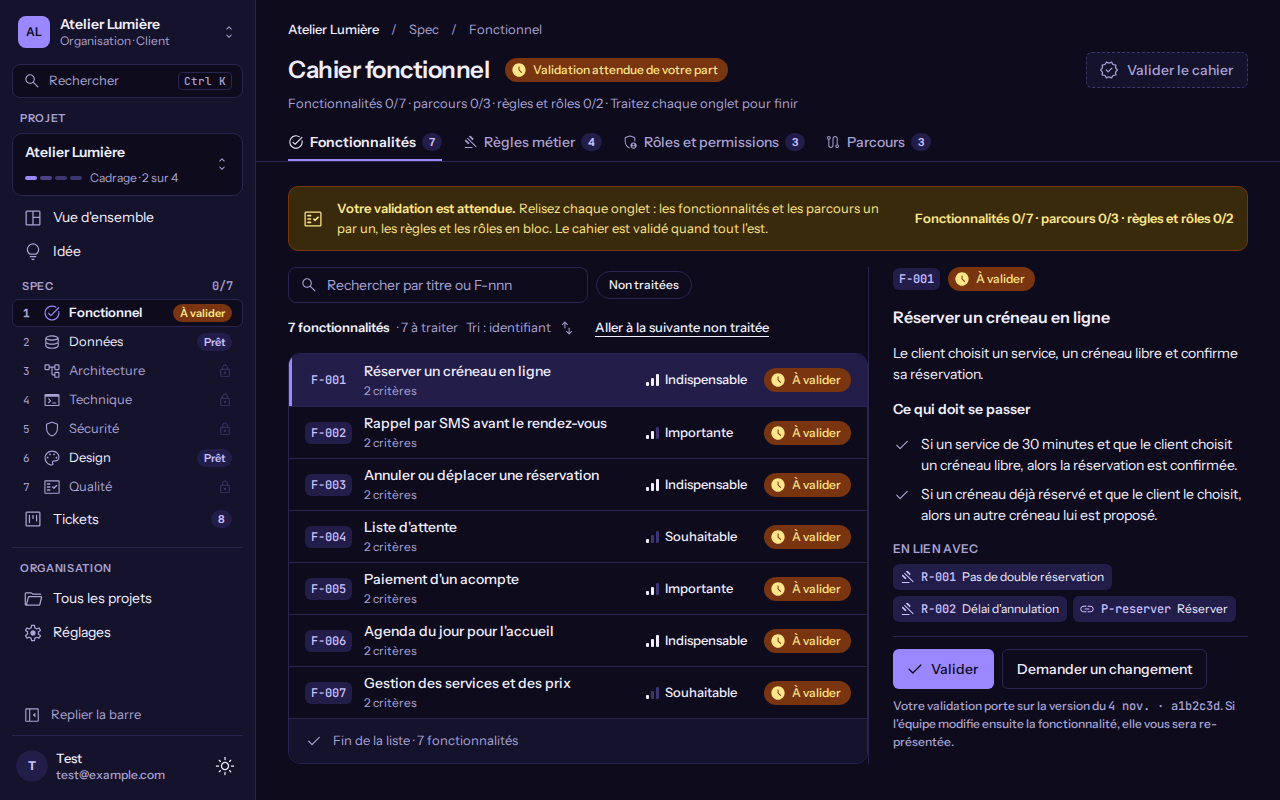 AL
Atelier Lumière
Organisation · Client
Rechercher
Ctrl K
PROJET
Atelier Lumière
Cadrage · 2 sur 4
Vue d'ensemble
Idée
SPEC 0/7
1 Fonctionnel À valider
2 Données Prêt
3 Architecture
4 Technique
5 Sécurité
6 Design Prêt
7 Qualité
Tickets 8
ORGANISATION
Tous les projets
Réglages
Replier la barre
T
Test
test@example.com
Atelier Lumière / Spec / Fonctionnel
Cahier fonctionnel
Validation attendue de votre part
Valider le cahier
Fonctionnalités 0/7 · parcours 0/3 · règles et rôles 0/2 · Traitez chaque onglet pour finir
Fonctionnalités 7
Règles métier 4
Rôles et permissions 3
Parcours 3
Votre validation est attendue. Relisez chaque onglet : les fonctionnalités et les parcours un
par un, les règles et les rôles en bloc. Le cahier est validé quand tout l'est.
Fonctionnalités 0/7 · parcours 0/3 · règles et rôles 0/2
Rechercher par titre ou F-nnn
Non traitées
7 fonctionnalités · 7 à traiter Tri : identifiant
Aller à la suivante non traitée
F-001 Réserver un créneau en ligne Indispensable À valider
2 critères
F-002 Rappel par SMS avant le rendez-vous Importante À valider
2 critères
F-003 Annuler ou déplacer une réservation Indispensable À valider
2 critères
F-004 Liste d'attente Souhaitable À valider
2 critères
F-005 Paiement d'un acompte Importante À valider
2 critères
F-006 Agenda du jour pour l'accueil Indispensable À valider
2 critères
F-007 Gestion des services et des prix Souhaitable À valider
2 critères
Fin de la liste · 7 fonctionnalités
F-001 À valider
Réserver un créneau en ligne
Le client choisit un service, un créneau libre et confirme
sa réservation.
Ce qui doit se passer
Si un service de 30 minutes et que le client choisit
un créneau libre, alors la réservation est confirmée.
Si un créneau déjà réservé et que le client le choisit,
alors un autre créneau lui est proposé.
EN LIEN AVEC
R-001 Pas de double réservation
R-002 Délai d'annulation
P-reserver Réserver
Valider
Demander un changement
Votre validation porte sur la version du 4 nov. · a1b2c3d. Si
l'équipe modifie ensuite la fonctionnalité, elle vous sera re-
présentée.